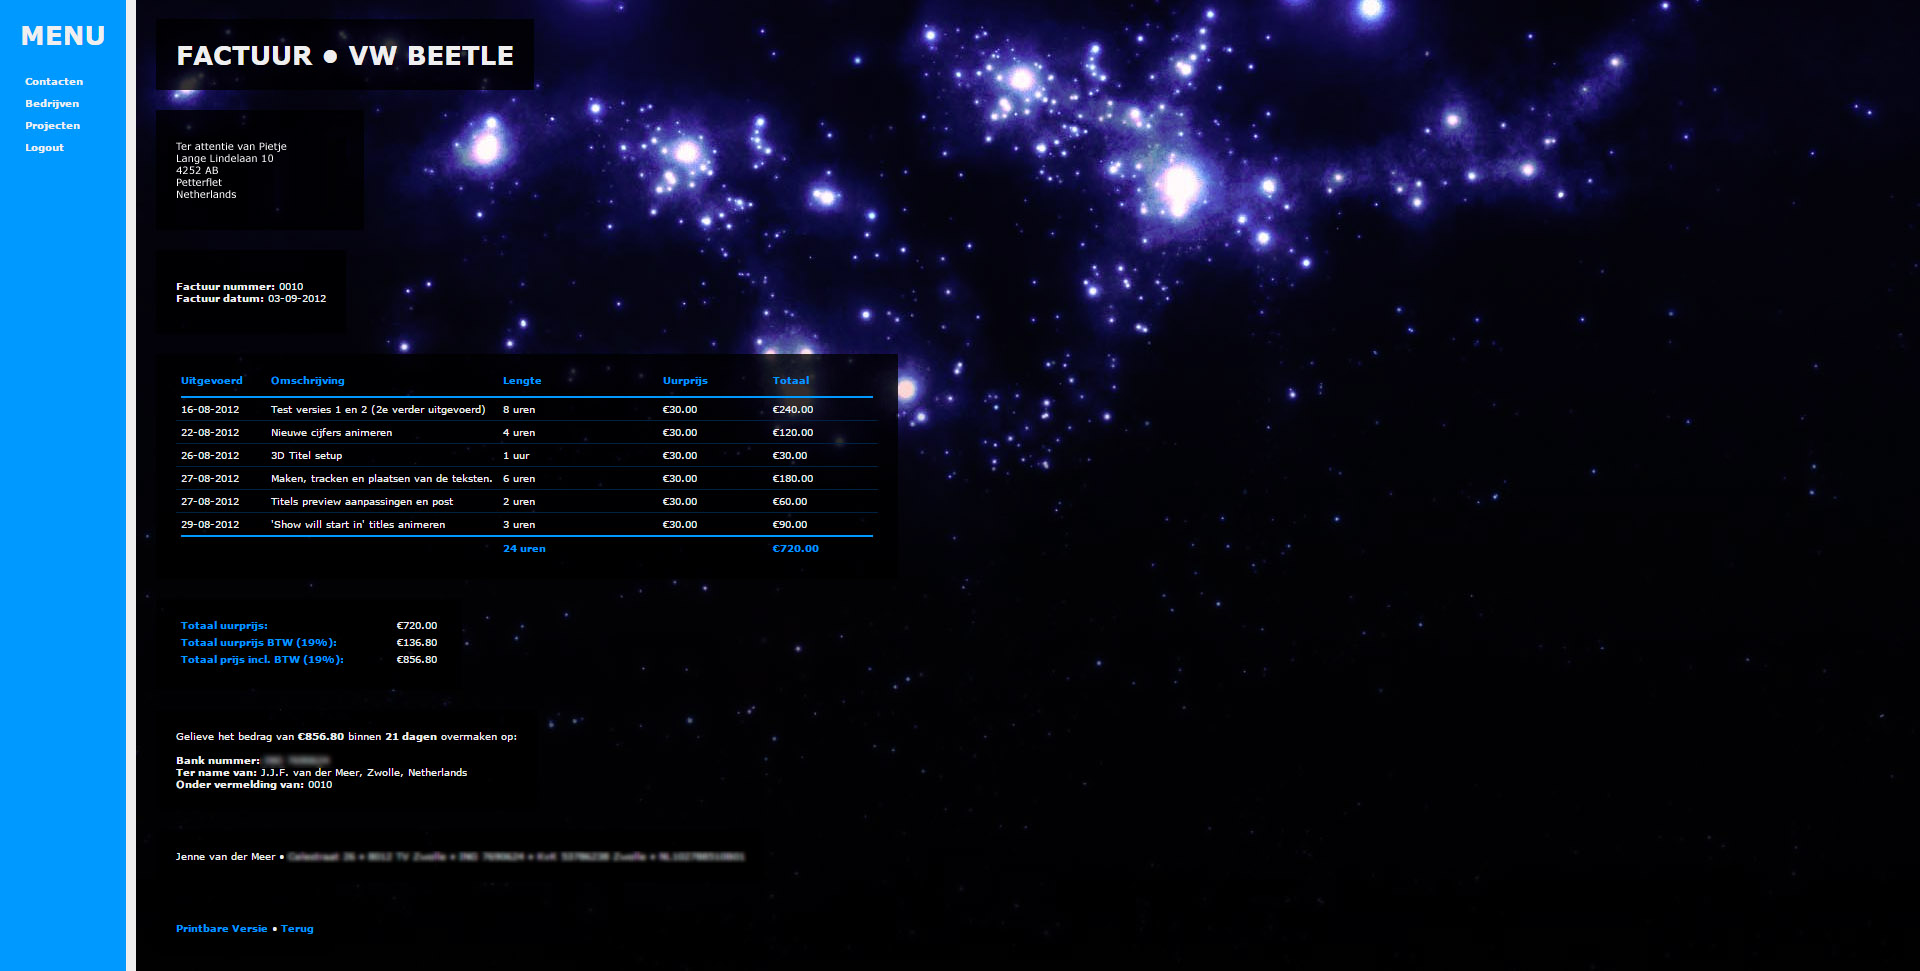 MENU
Contacten
Bedrijven
Projecten
Logout
FACTUUR • VW BEETLE
Ter attentie van Pietje
Lange Lindelaan 10
4252 AB
Petterflet
Netherlands
Factuur nummer: 0010
Factuur datum: 03-09-2012
Uitgevoerd Omschrijving Lengte Uurprijs Totaal
16-08-2012 Test versies 1 en 2 (2e verder uitgevoerd) 8 uren €30.00 €240.00
22-08-2012 Nieuwe cijfers animeren 4 uren €30.00 €120.00
26-08-2012 3D Titel setup 1 uur €30.00 €30.00
27-08-2012 Maken, tracken en plaatsen van de teksten. 6 uren €30.00 €180.00
27-08-2012 Titels preview aanpassingen en post 2 uren €30.00 €60.00
29-08-2012 'Show will start in' titles animeren 3 uren €30.00 €90.00
24 uren €720.00
Totaal uurprijs: €720.00
Totaal uurprijs BTW (19%): €136.80
Totaal prijs incl. BTW (19%): €856.80
Gelieve het bedrag van €856.80 binnen 21 dagen overmaken op:
Bank nummer:
Ter name van: J.J.F. van der Meer, Zwolle, Netherlands
Onder vermelding van: 0010
Jenne van der Meer •
Printbare Versie • Terug